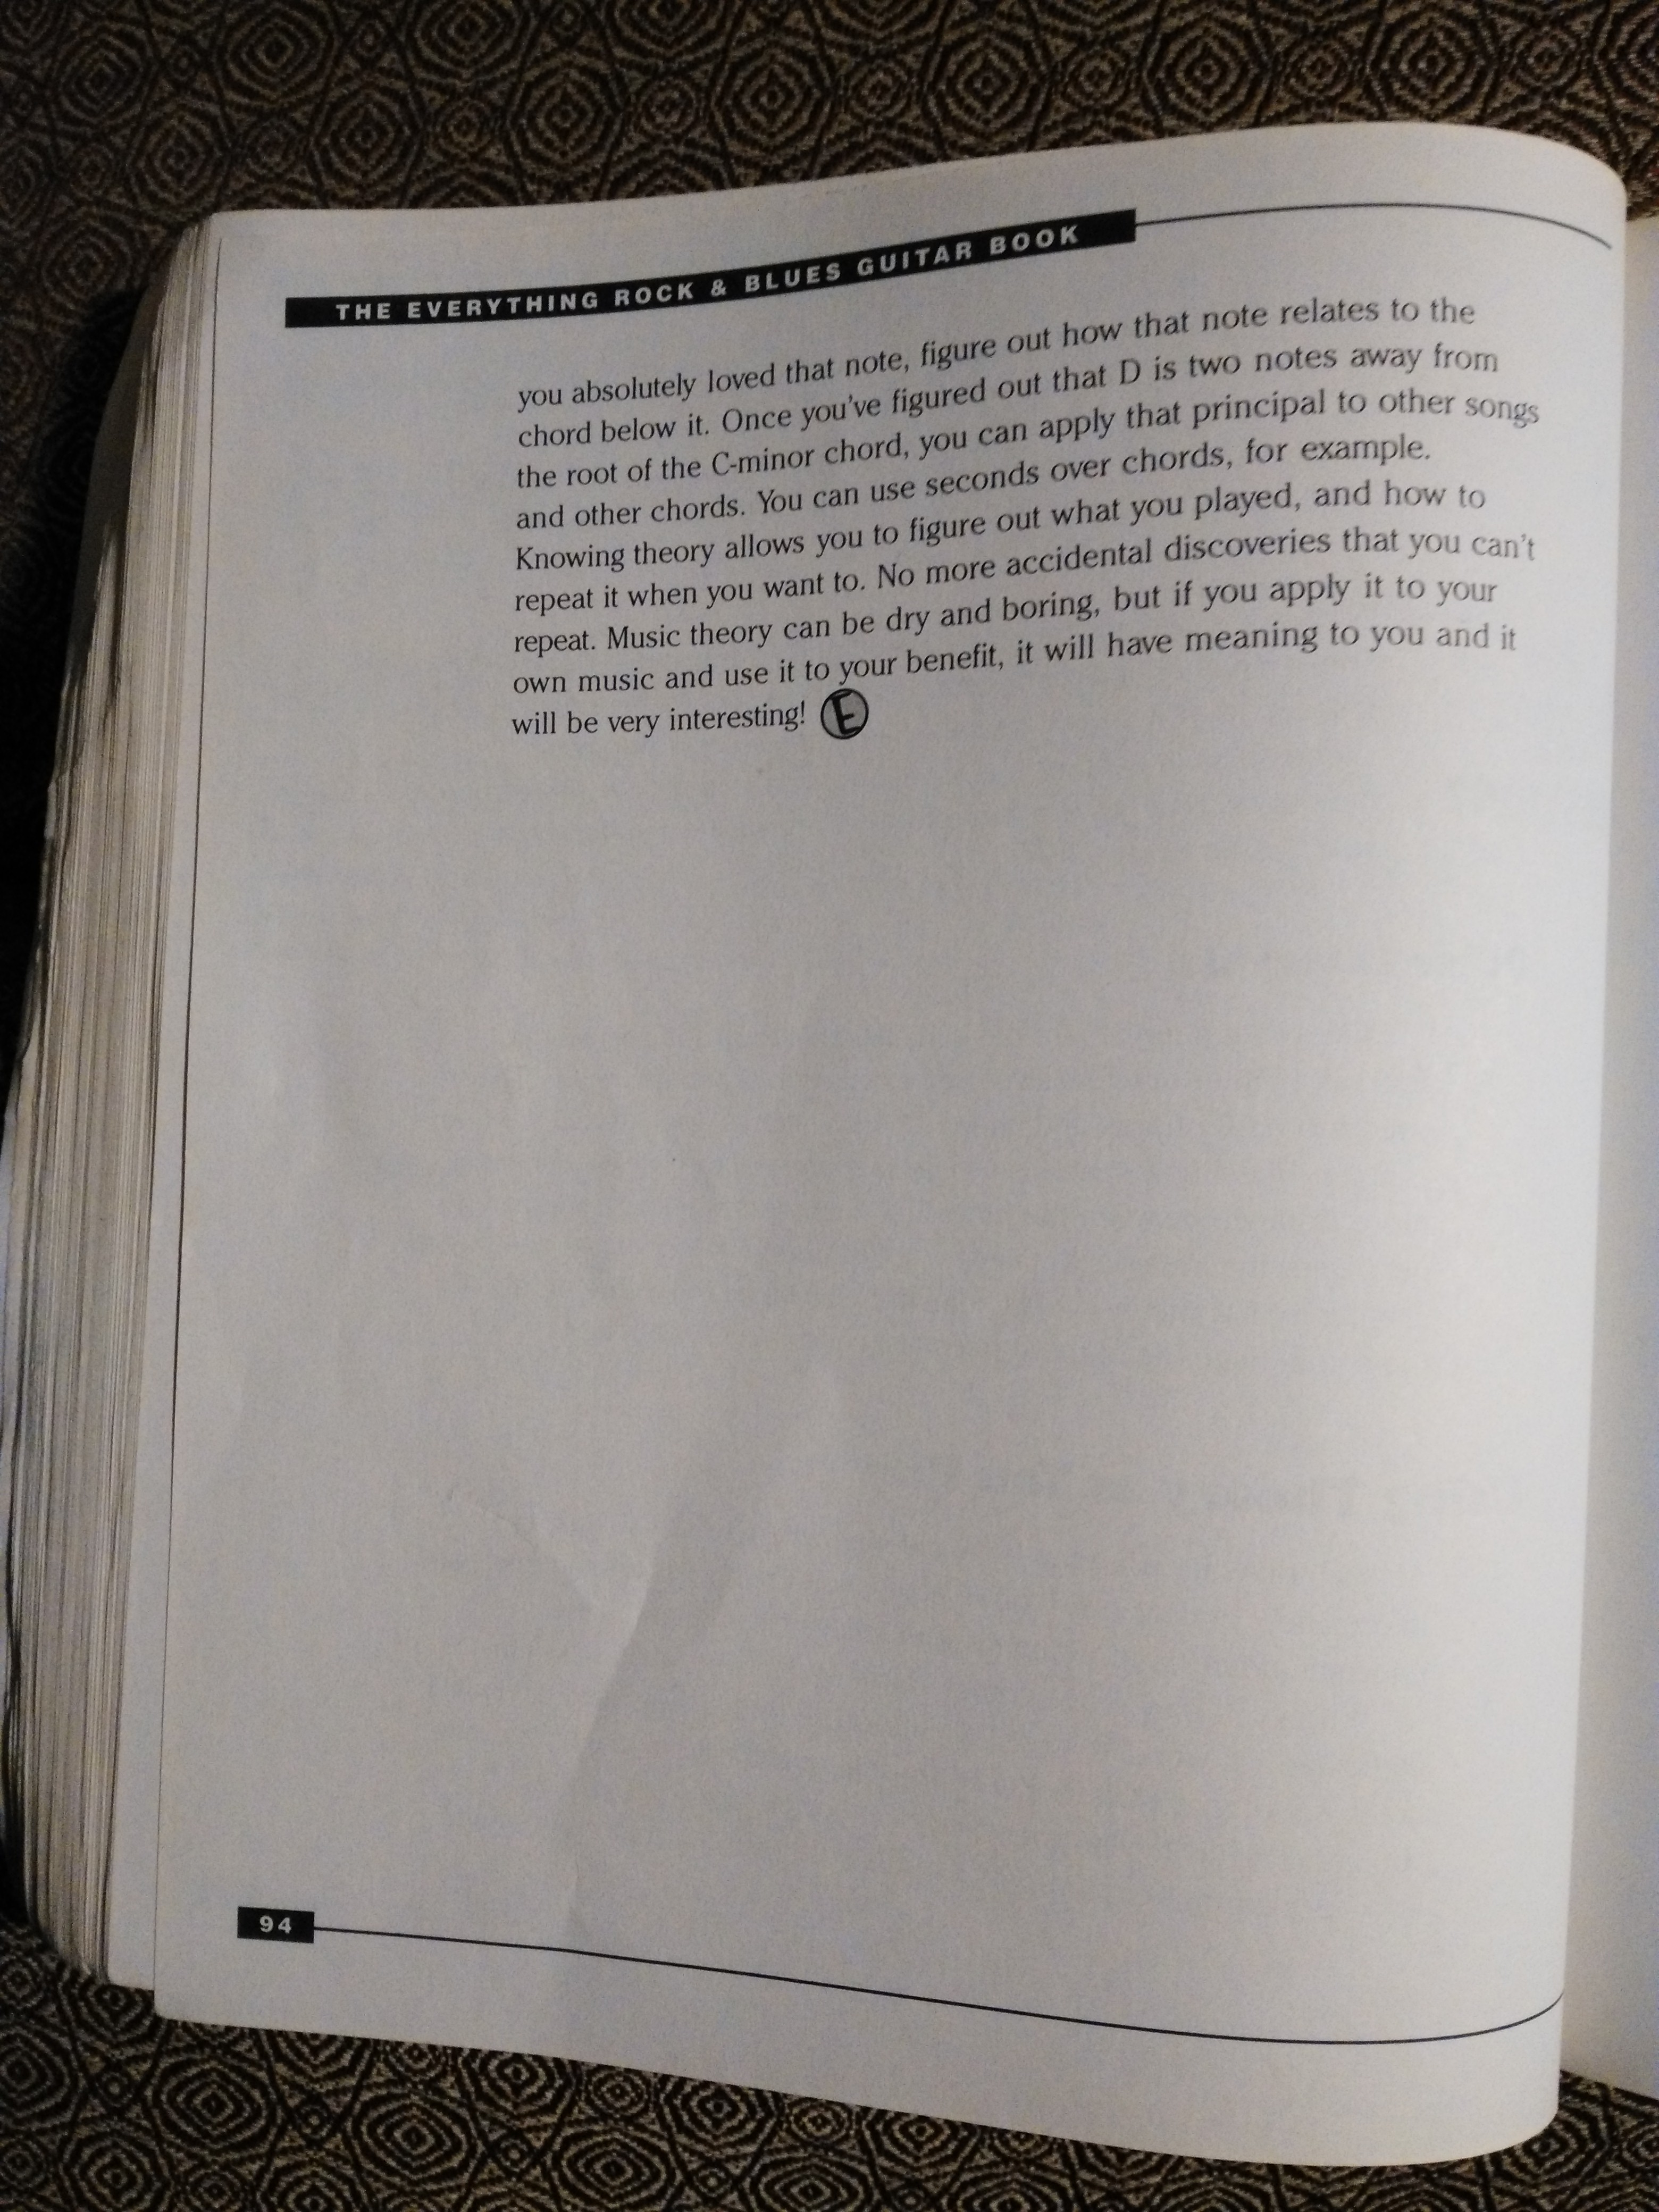 THE EVERYTHING ROCK & BLUES GUITAR BOOK
you absolutely loved that note, figure out how that note relates to the
chord below it. Once you've figured out that D is two notes away from
the root of the C-minor chord, you can apply that principal to other songs
and other chords. You can use seconds over chords, for example.
Knowing theory allows you to figure out what you played, and how to
repeat it when you want to. No more accidental discoveries that you can't
repeat. Music theory can be dry and boring, but if you apply it to your
own music and use it to your benefit, it will have meaning to you and it
will be very interesting! E
94